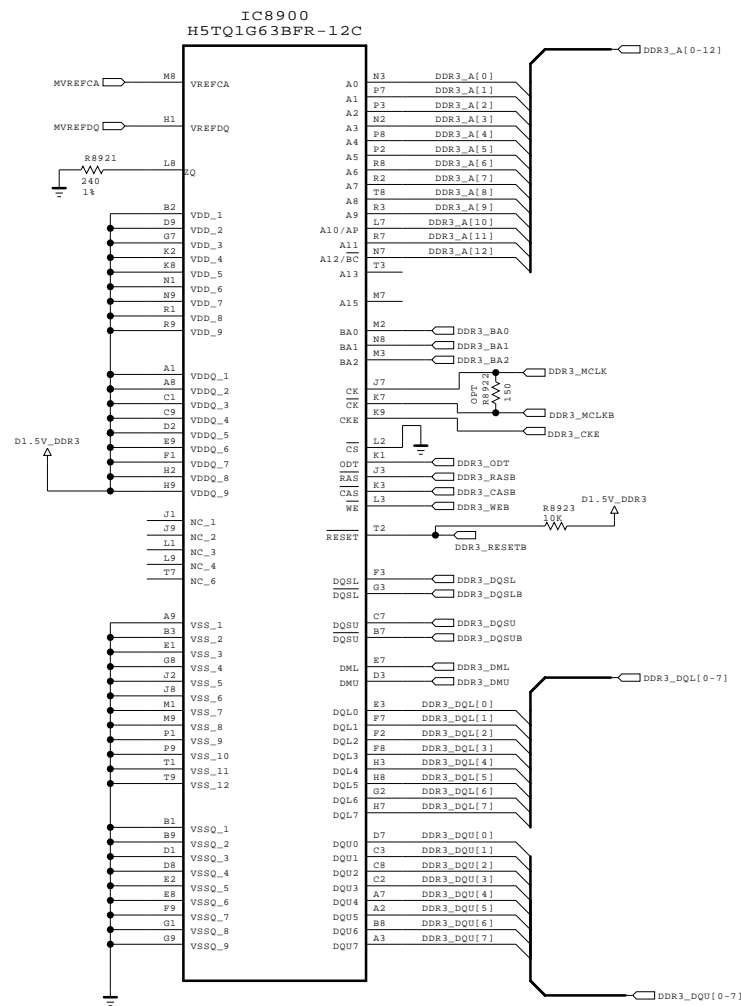 IC8900
H5TQ1G63BFR-12C
DDR3_A[0-12]
MVREFCA
M8
VREFCA
MVREFDQ
H1
VREFDQ
R8921
240
1%
L8
ZQ
B2 VDD_1
D9 VDD_2
G7 VDD_3
K2 VDD_4
K8 VDD_5
N1 VDD_6
N9 VDD_7
R1 VDD_8
R9 VDD_9
A1 VDDQ_1
A8 VDDQ_2
C1 VDDQ_3
C9 VDDQ_4
D2 VDDQ_5
E9 VDDQ_6
F1 VDDQ_7
H2 VDDQ_8
H9 VDDQ_9
D1.5V_DDR3
J1 NC_1
J9 NC_2
L1 NC_3
L9 NC_4
T7 NC_6
A9 VSS_1
B3 VSS_2
E1 VSS_3
G8 VSS_4
J2 VSS_5
J8 VSS_6
M1 VSS_7
M9 VSS_8
P1 VSS_9
P9 VSS_10
T1 VSS_11
T9 VSS_12
B1 VSSQ_1
B9 VSSQ_2
D1 VSSQ_3
D8 VSSQ_4
E2 VSSQ_5
E8 VSSQ_6
F9 VSSQ_7
G1 VSSQ_8
G9 VSSQ_9
A0 N3 DDR3_A[0]
A1 P7 DDR3_A[1]
A2 P3 DDR3_A[2]
A3 N2 DDR3_A[3]
A4 P8 DDR3_A[4]
A5 P2 DDR3_A[5]
A6 R8 DDR3_A[6]
A7 R2 DDR3_A[7]
A8 T8 DDR3_A[8]
A9 R3 DDR3_A[9]
A10/AP L7 DDR3_A[10]
A11 R7 DDR3_A[11]
A12/BC N7 DDR3_A[12]
A13 T3
A15 M7
BA0 M2 DDR3_BA0
BA1 N8 DDR3_BA1
BA2 M3 DDR3_BA2
CK J7 DDR3_MCLK
OPT
R8922
150
CK K7 DDR3_MCLKB
CKE K9 DDR3_CKE
CS L2
ODT K1 DDR3_ODT
RAS J3 DDR3_RASB
CAS K3 DDR3_CASB
WE L3 DDR3_WEB
R8923
10K
D1.5V_DDR3
RESET T2 DDR3_RESETB
DQSL F3 DDR3_DQSL
DQSL G3 DDR3_DQSLB
DQSU C7 DDR3_DQSU
DQSU B7 DDR3_DQSUB
DML E7 DDR3_DML
DMU D3 DDR3_DMU
DDR3_DQL[0-7]
DQL0 E3 DDR3_DQL[0]
DQL1 F7 DDR3_DQL[1]
DQL2 F2 DDR3_DQL[2]
DQL3 F8 DDR3_DQL[3]
DQL4 H3 DDR3_DQL[4]
DQL5 H8 DDR3_DQL[5]
DQL6 G2 DDR3_DQL[6]
DQL7 H7 DDR3_DQL[7]
DQU0 D7 DDR3_DQU[0]
DQU1 C3 DDR3_DQU[1]
DQU2 C8 DDR3_DQU[2]
DQU3 C2 DDR3_DQU[3]
DQU4 A7 DDR3_DQU[4]
DQU5 A2 DDR3_DQU[5]
DQU6 B8 DDR3_DQU[6]
DQU7 A3 DDR3_DQU[7]
DDR3_DQU[0-7]